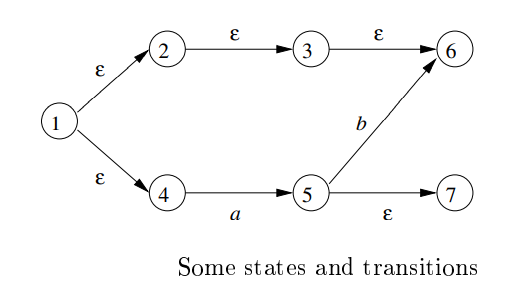 ε ε
2 3 6
ε
b
1
ε
4 5 7
a ε
Some states and transitions